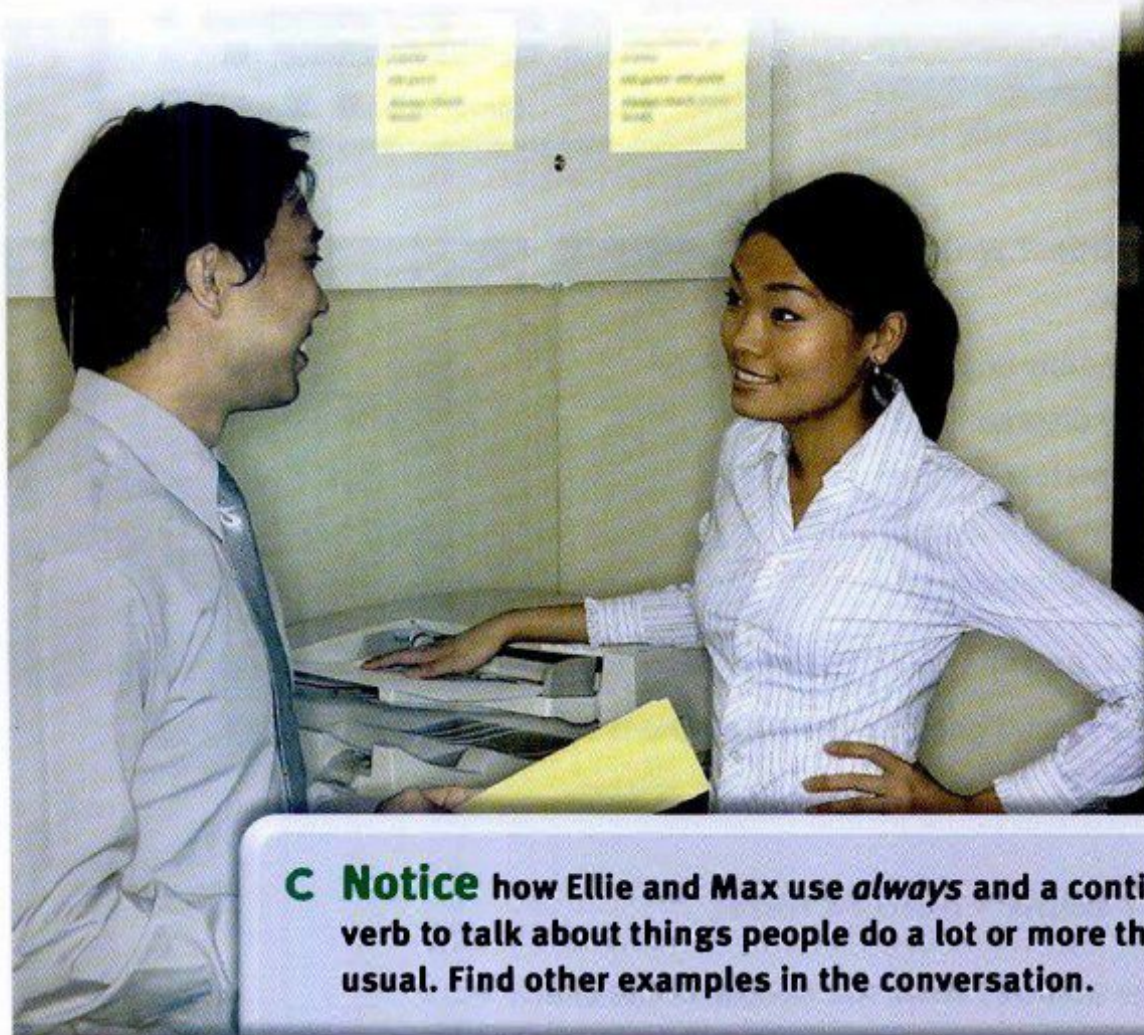 C Notice how Ellie and Max use always and a conti
verb to talk about things people do a lot or more th
usual. Find other examples in the conversation.